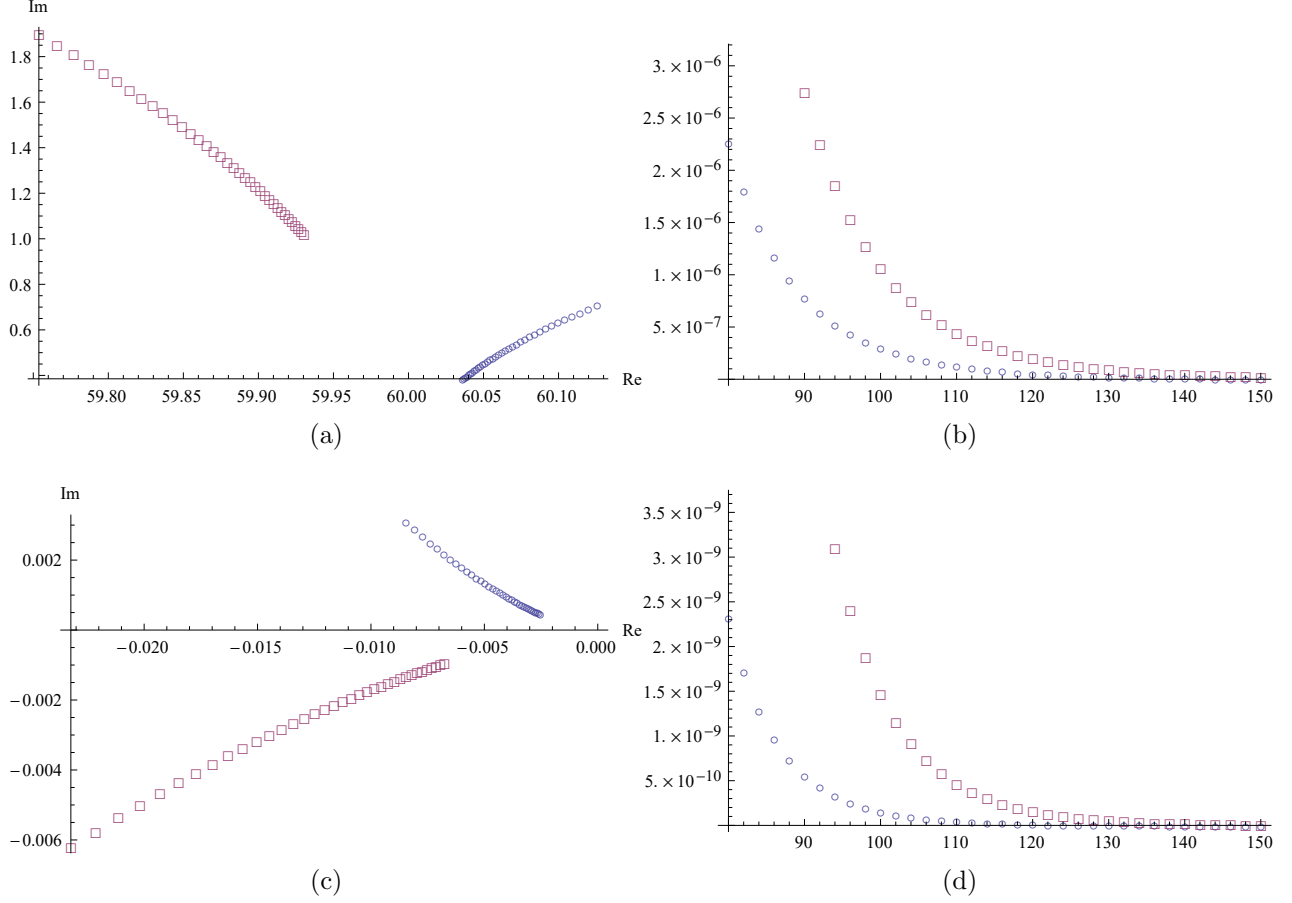 Im
1.8
1.6
1.4
1.2
1.0
0.8
0.6
59.80 59.85 59.90 59.95 60.00 60.05 60.10
Re
(a)
3. × 10⁻⁶
2.5 × 10⁻⁶
2. × 10⁻⁶
1.5 × 10⁻⁶
1. × 10⁻⁶
5. × 10⁻⁷
90 100 110 120 130 140 150
(b)
Im
0.002
Re
−0.020 −0.015 −0.010 −0.005 0.000
−0.002
−0.004
−0.006
(c)
3.5 × 10⁻⁹
3. × 10⁻⁹
2.5 × 10⁻⁹
2. × 10⁻⁹
1.5 × 10⁻⁹
1. × 10⁻⁹
5. × 10⁻¹⁰
90 100 110 120 130 140 150
(d)